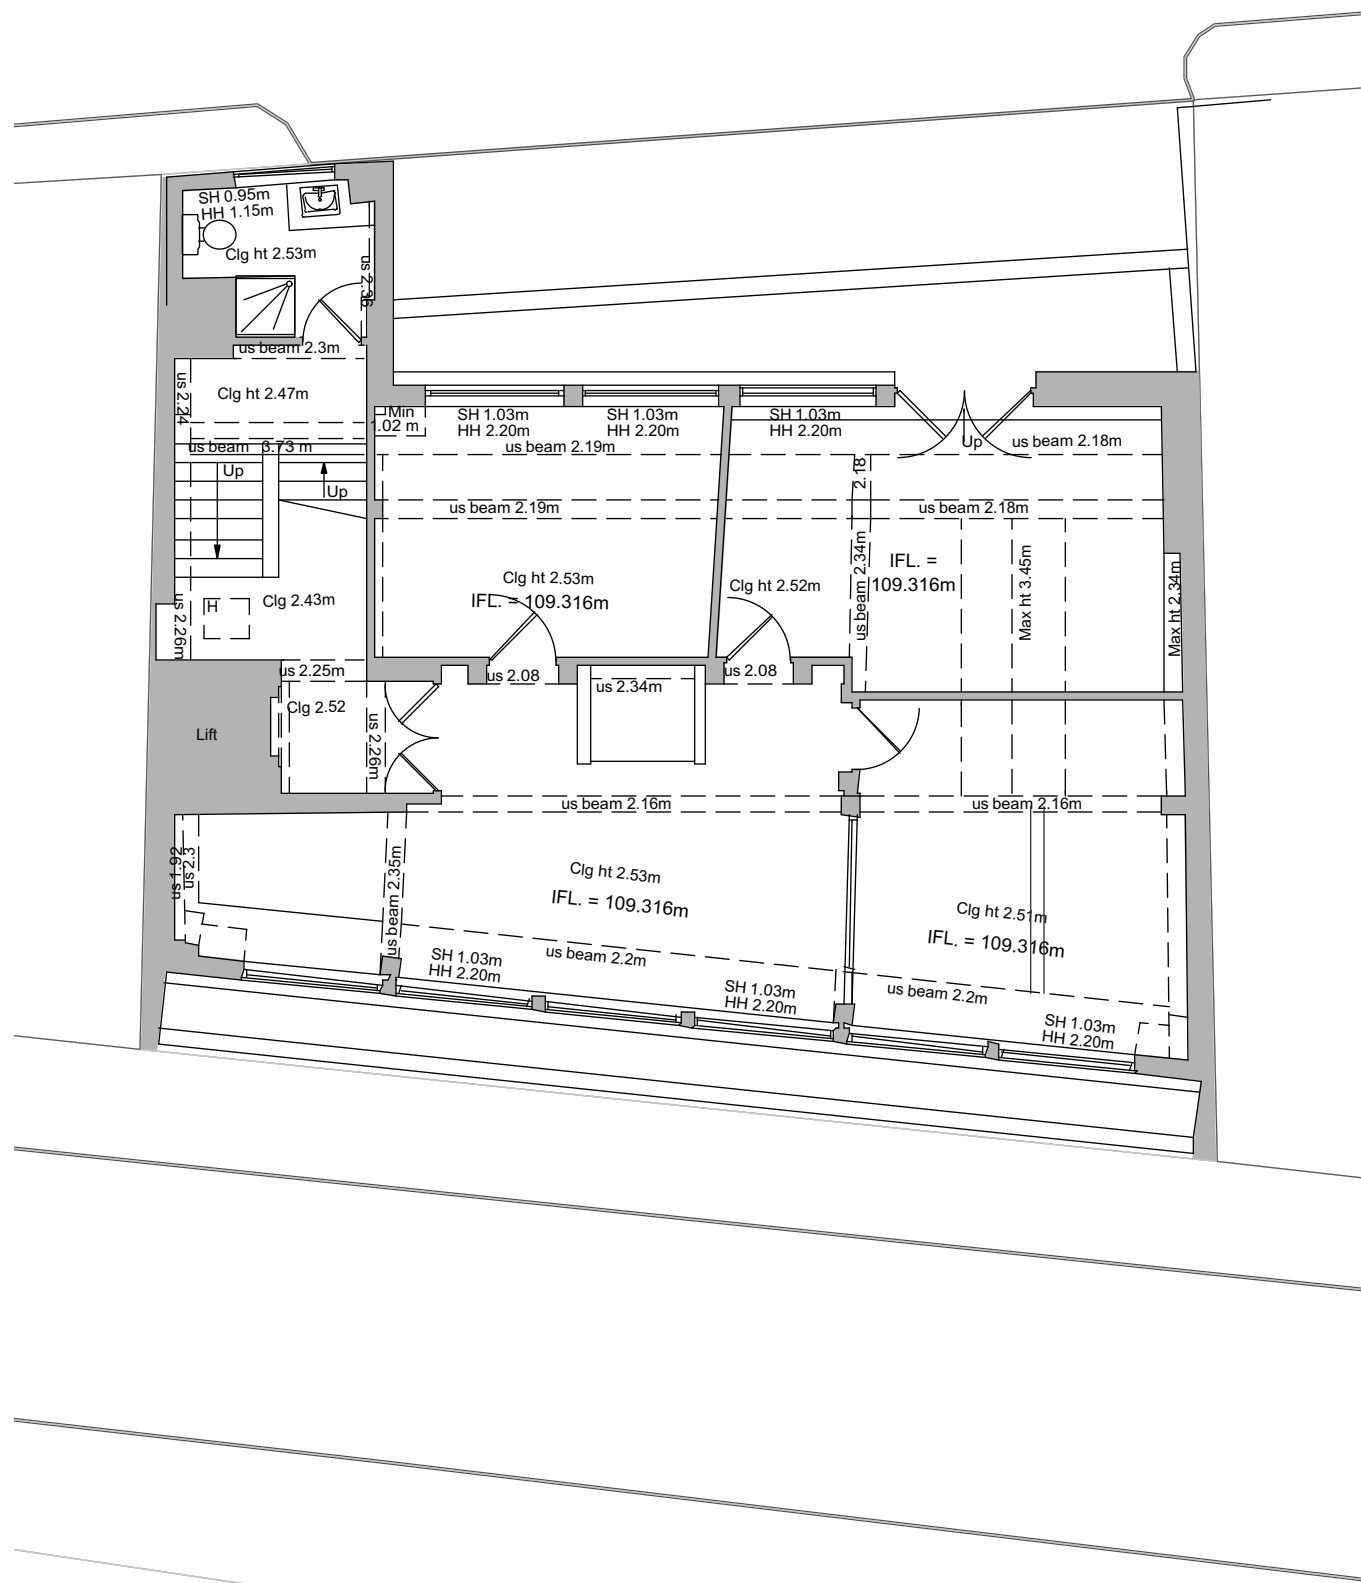 SH 0.95m
HH 1.15m
Clg ht 2.53m
us 2.36
us beam 2.3m
us 2.24
Clg ht 2.47m
Min
1.02 m
SH 1.03m
HH 2.20m
SH 1.03m
HH 2.20m
SH 1.03m
HH 2.20m
us beam 3.73 m
us beam 2.19m
Up
us beam 2.18m
Up
Up
2.18
us beam 2.19m
us beam 2.18m
us beam 2.34m
IFL. =
109.316m
Max ht 3.45m
Max ht 2.34m
Clg ht 2.53m
IFL. = 109.316m
Clg ht 2.52m
H
Clg 2.43m
us 2.26m
us 2.25m
us 2.08
us 2.34m
us 2.08
Clg 2.52
Lift
us 2.26m
us beam 2.16m
us beam 2.16m
us 1.92
us 2.3
us beam 2.35m
Clg ht 2.53m
IFL. = 109.316m
Clg ht 2.51m
IFL. = 109.316m
us beam 2.2m
SH 1.03m
HH 2.20m
SH 1.03m
HH 2.20m
us beam 2.2m
SH 1.03m
HH 2.20m